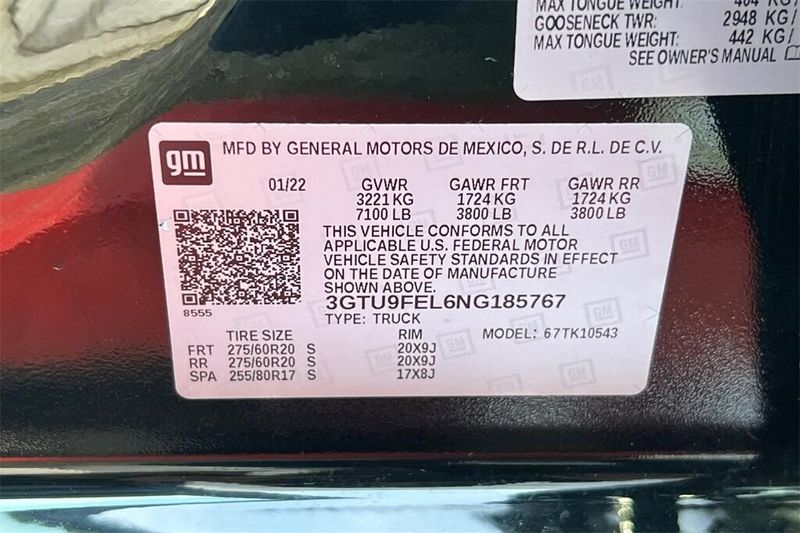 MAX TONGUE WEIGHT: 464 KG/
GOOSENECK TWR: 2948 KG/
MAX TONGUE WEIGHT: 442 KG/
SEE OWNER'S MANUAL
gm
MFD BY GENERAL MOTORS DE MEXICO, S. DE R.L. DE C.V.
01/22 GVWR GAWR FRT GAWR RR
3221 KG 1724 KG 1724 KG
7100 LB 3800 LB 3800 LB
THIS VEHICLE CONFORMS TO ALL
APPLICABLE U.S. FEDERAL MOTOR
VEHICLE SAFETY STANDARDS IN EFFECT
ON THE DATE OF MANUFACTURE
SHOWN ABOVE.
3GTU9FEL6NG185767
8555
TYPE: TRUCK
TIRE SIZE RIM MODEL: 67TK10543
FRT 275/60R20 S 20X9J
RR 275/60R20 S 20X9J
SPA 255/80R17 S 17X8J